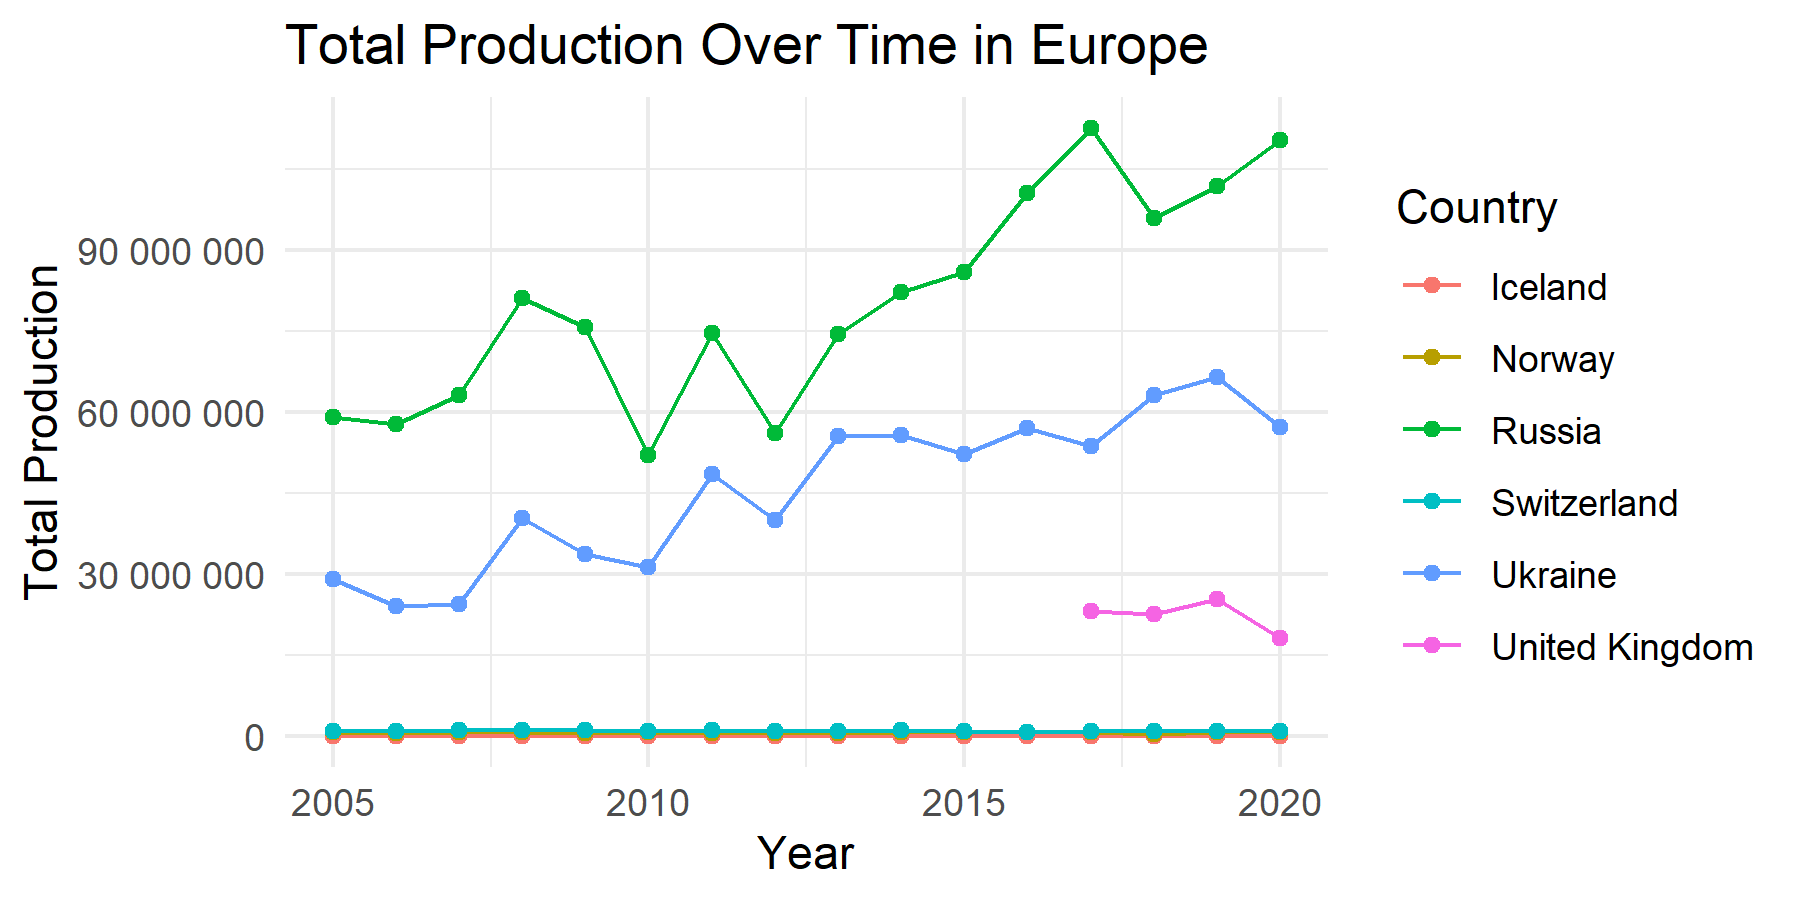 Total Production Over Time in Europe
Total Production
90 000 000
60 000 000
30 000 000
0
2005
2010
2015
2020
Year
Country
Iceland
Norway
Russia
Switzerland
Ukraine
United Kingdom